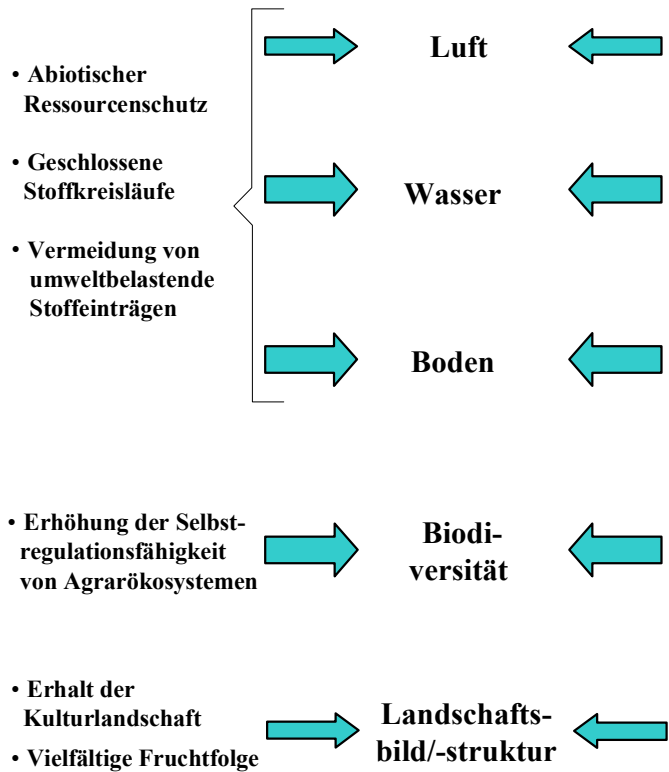 • Abiotischer
Ressourcenschutz
• Geschlossene
Stoffkreisläufe
• Vermeidung von
umweltbelastende
Stoffeinträgen
Luft
Wasser
Boden
• Erhöhung der Selbst-
regulationsfähigkeit
von Agrarökosystemen
Biodi-
versität
• Erhalt der
Kulturlandschaft
• Vielfältige Fruchtfolge
Landschafts-
bild/-struktur